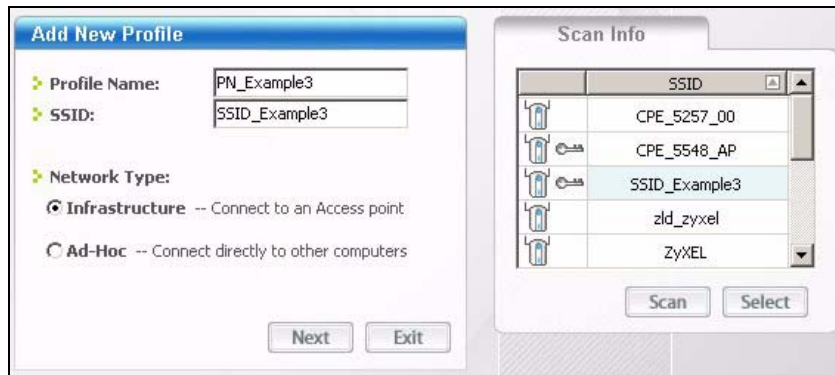 Add New Profile
Profile Name: PN_Example3
SSID: SSID_Example3
Network Type:
Infrastructure -- Connect to an Access point
Ad-Hoc -- Connect directly to other computers
Next Exit
Scan Info
SSID
CPE_5257_00
CPE_5548_AP
SSID_Example3
zld_zyxel
ZyXEL
Scan Select